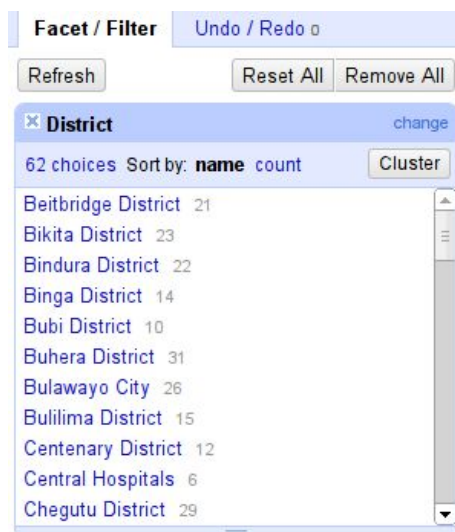 Facet / Filter Undo / Redo 0
Refresh Reset All Remove All
District change
62 choices Sort by: name count Cluster
Beitbridge District 21
Bikita District 23
Bindura District 22
Binga District 14
Bubi District 10
Buhera District 31
Bulawayo City 26
Bulilima District 15
Centenary District 12
Central Hospitals 6
Chegutu District 29